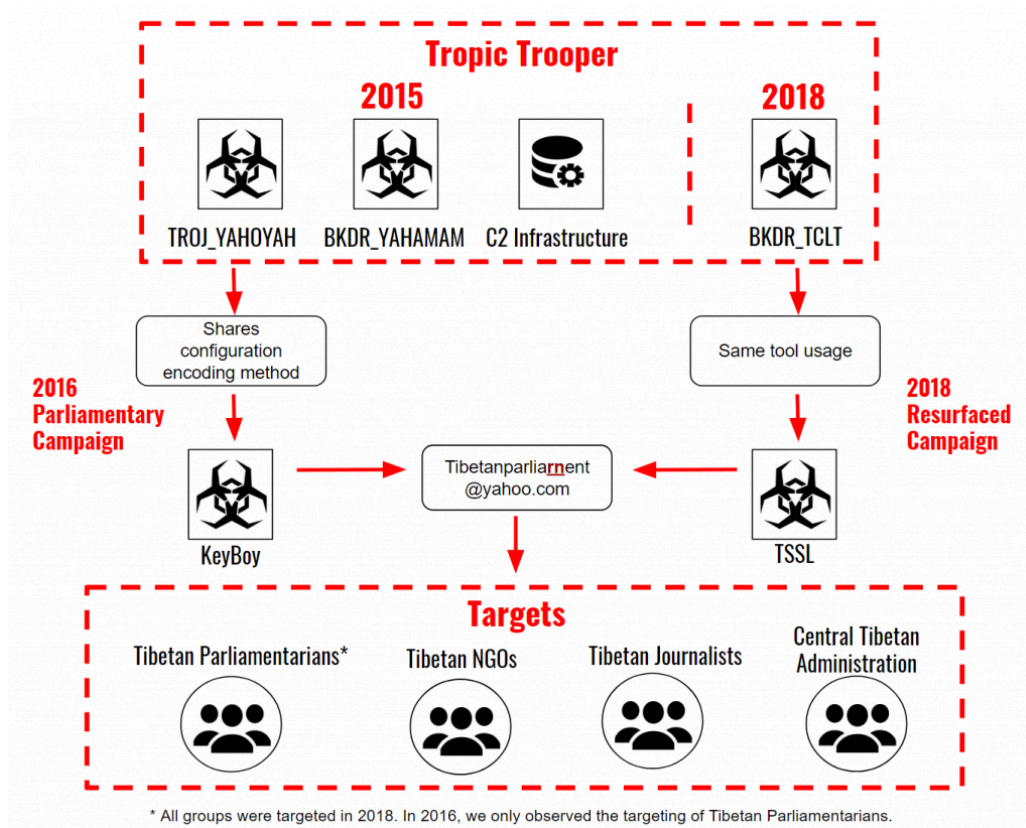 Tropic Trooper
2015
2018
TROJ_YAHOYAH
BKDR_YAHAMAM
C2 Infrastructure
BKDR_TCLT
Shares
configuration
encoding method
Same tool usage
2016
Parliamentary
Campaign
2018
Resurfaced
Campaign
Tibetanparliarnent
@yahoo.com
KeyBoy
TSSL
Targets
Tibetan Parliamentarians*
Tibetan NGOs
Tibetan Journalists
Central Tibetan
Administration
* All groups were targeted in 2018. In 2016, we only observed the targeting of Tibetan Parliamentarians.